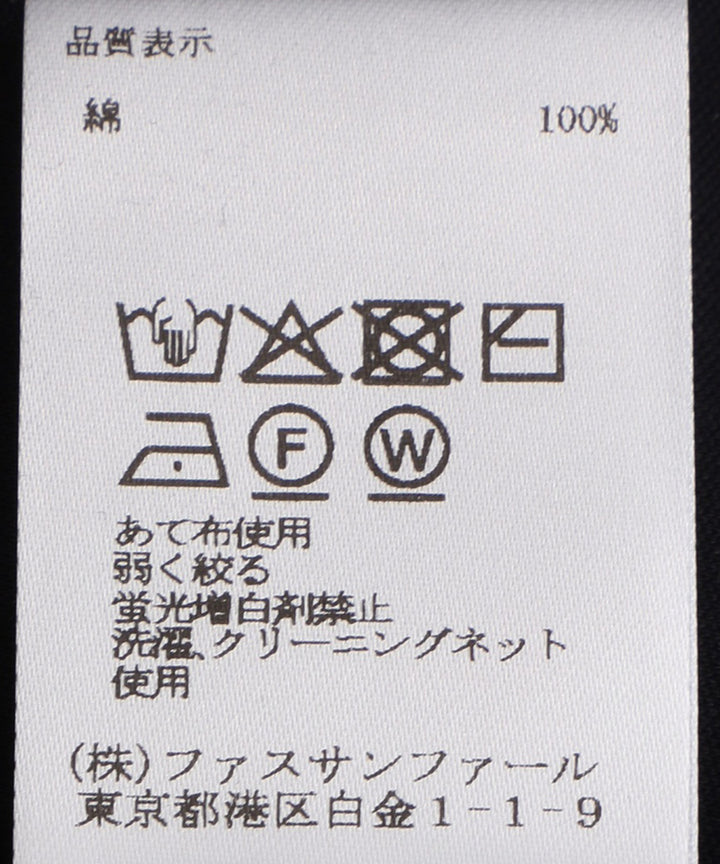 品質表示
綿 100%
F W
あて布使用
弱く絞る
蛍光増白剤禁止
洗濯、クリーニングネット
使用
(株)ファスサンファール
東京都港区白金1-1-9